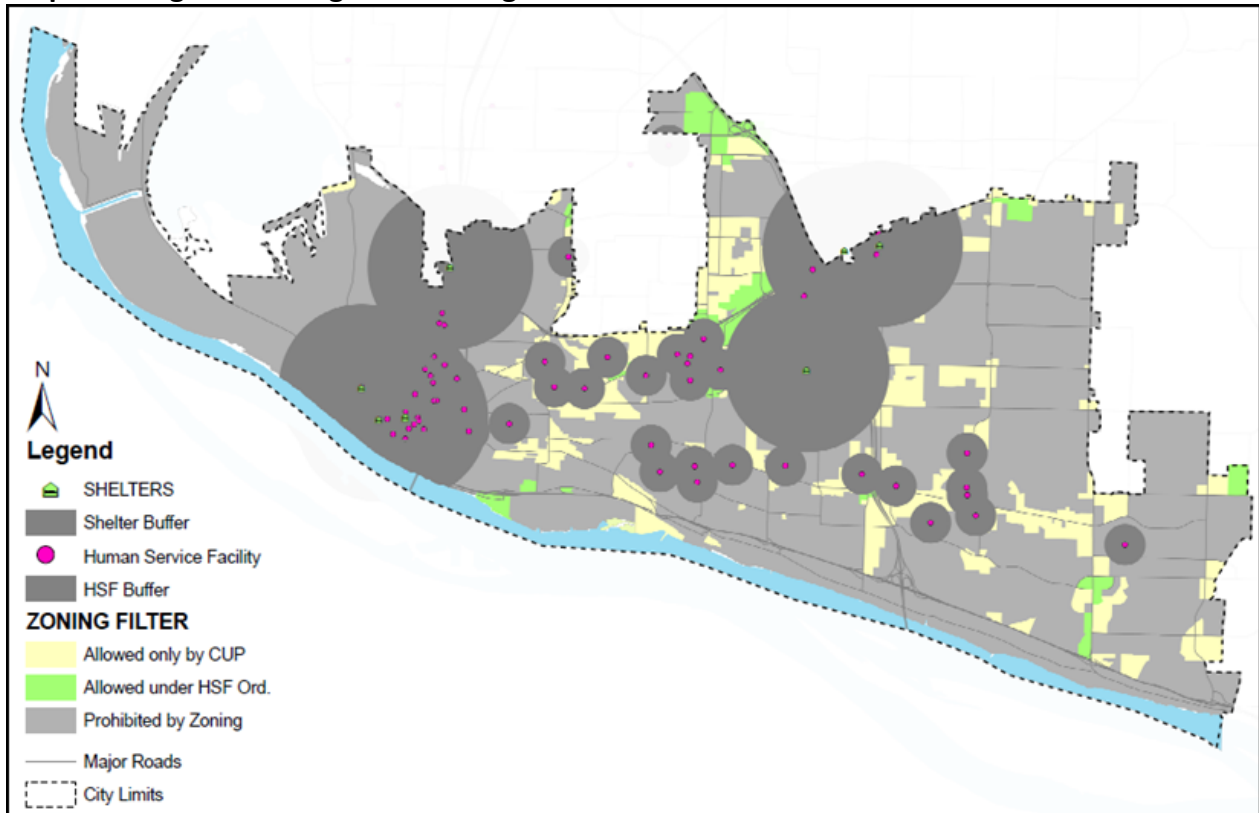 N
Legend
SHELTERS
Shelter Buffer
Human Service Facility
HSF Buffer
ZONING FILTER
Allowed only by CUP
Allowed under HSF Ord.
Prohibited by Zoning
Major Roads
City Limits